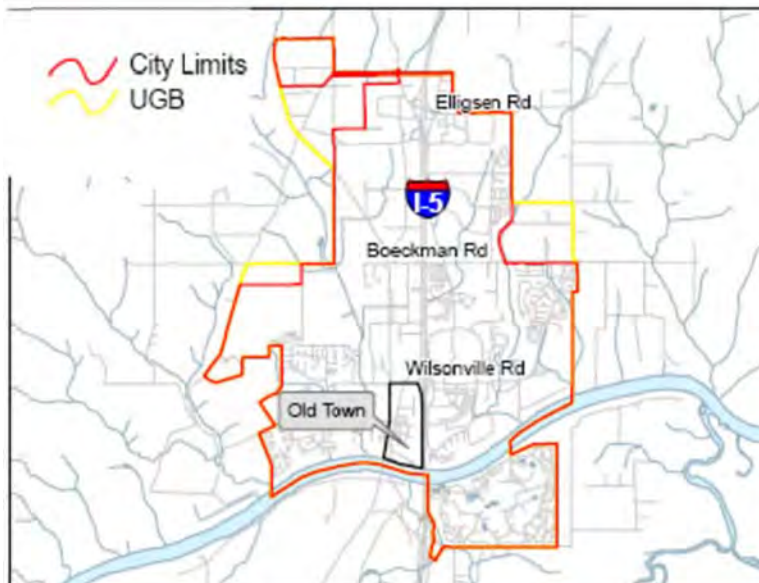 City Limits
UGB
Elligsen Rd
I-5
Boeckman Rd
Wilsonville Rd
Old Town